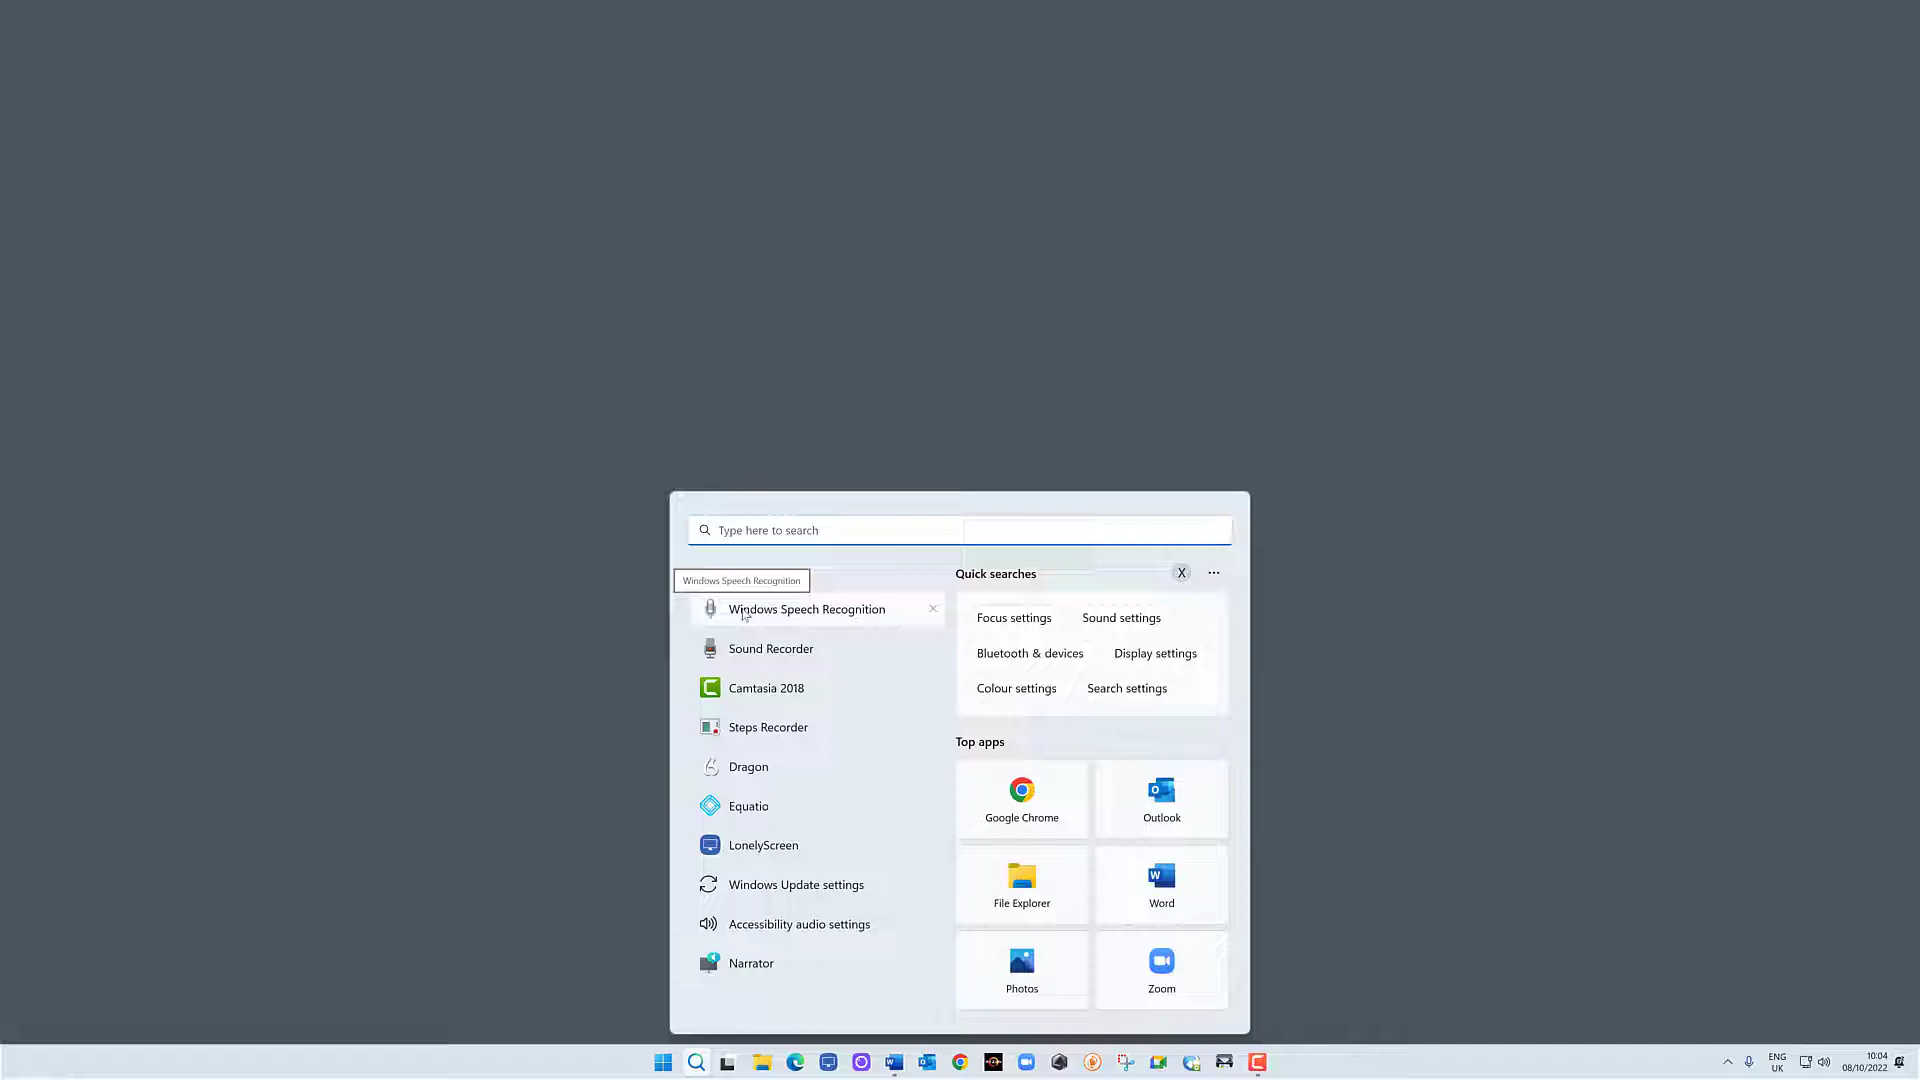 Type here to search
Windows Speech Recognition
Windows Speech Recognition
Sound Recorder
Camtasia 2018
Steps Recorder
Dragon
Equatio
LonelyScreen
Windows Update settings
Accessibility audio settings
Narrator
Quick searches
X
Focus settings
Sound settings
Bluetooth & devices
Display settings
Colour settings
Search settings
Top apps
Google Chrome
Outlook
File Explorer
Word
Photos
Zoom
ENG
UK
10:04
08/10/2022